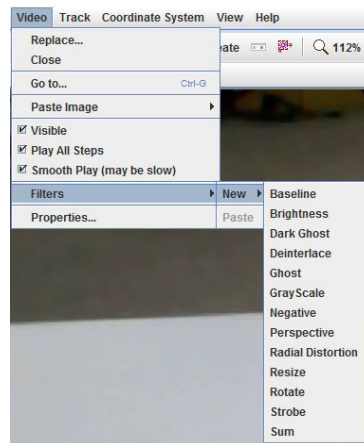 Video Track Coordinate System View Help
Replace...
Close
eate 112%
Go to... Ctrl-G
Paste Image
Visible
Play All Steps
Smooth Play (may be slow)
Filters New Baseline
Properties... Paste Brightness
Dark Ghost
Deinterlace
Ghost
GrayScale
Negative
Perspective
Radial Distortion
Resize
Rotate
Strobe
Sum